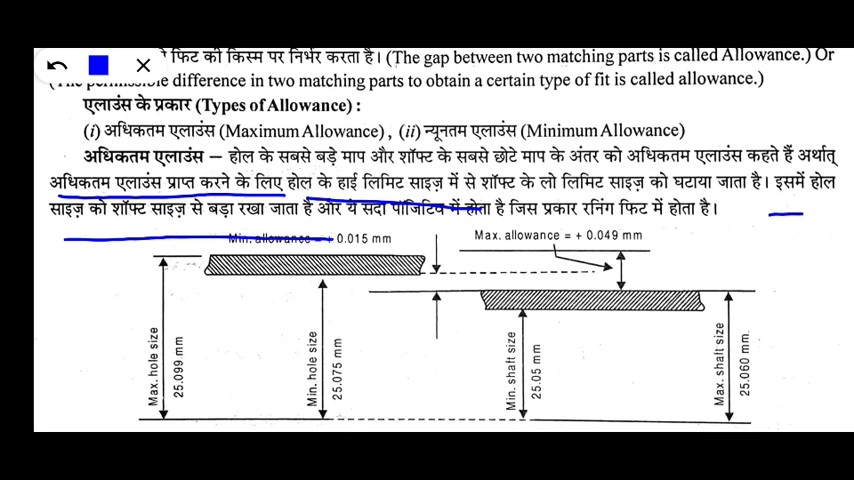 फिट की किस्म पर निर्भर करता है। (The gap between two matching parts is called Allowance.) Or
difference in two matching parts to obtain a certain type of fit is called allowance.)
एलाउंस के प्रकार (Types of Allowance) :
(i) अधिकतम एलाउंस (Maximum Allowance) , (ii) न्यूनतम एलाउंस (Minimum Allowance)
अधिकतम एलाउंस – होल के सबसे बड़े माप और शॉफ्ट के सबसे छोटे माप के अंतर को अधिकतम एलाउंस कहते हैं अर्थात्
अधिकतम एलाउंस प्राप्त करने के लिए होल के हाई लिमिट साइज़ में से शॉफ्ट के लो लिमिट साइज़ को घटाया जाता है। इसमें होल
साइज़ को शॉफ्ट साइज़ से बड़ा रखा जाता है और ये सदा पॉजिटिव में होता है जिस प्रकार रनिंग फिट में होता है।
Min. allowance = + 0.015 mm
Max. allowance = + 0.049 mm
Max. hole size
25.099 mm
Min. hole size
25.075 mm
Min. shaft size
25.05 mm
Max. shaft size
25.060 mm.